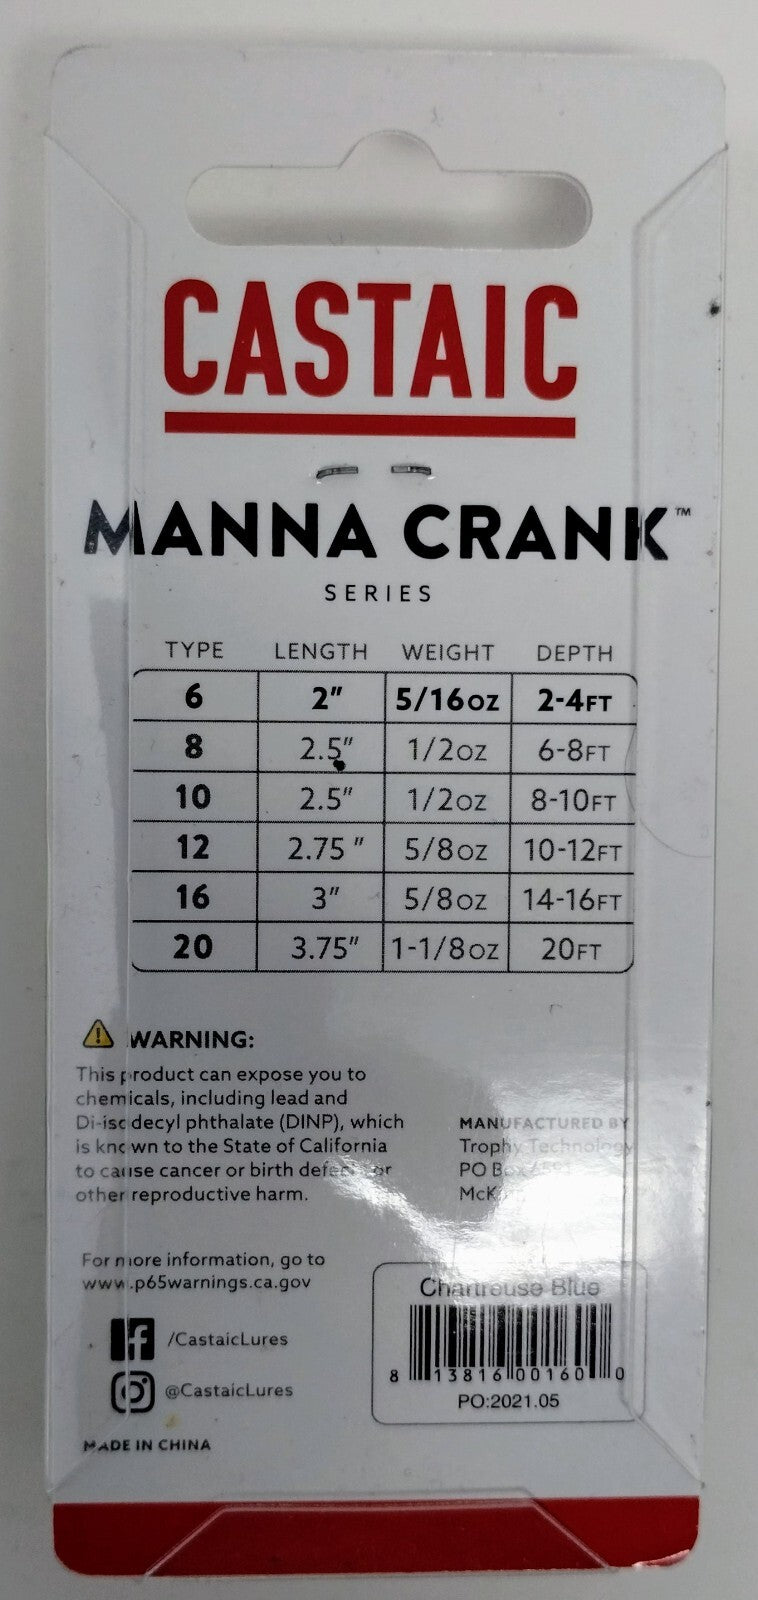 CASTAIC
MANNA CRANK™
SERIES
TYPE LENGTH WEIGHT DEPTH
6 2" 5/16OZ 2-4FT
8 2.5" 1/2OZ 6-8FT
10 2.5" 1/2OZ 8-10FT
12 2.75 " 5/8OZ 10-12FT
16 3" 5/8OZ 14-16FT
20 3.75" 1-1/8OZ 20FT
WARNING:
This product can expose you to
chemicals, including lead and
Di-isodecyl phthalate (DINP), which
is known to the State of California
to cause cancer or birth defects or
other reproductive harm.
For more information, go to
www.p65warnings.ca.gov
/CastaicLures
@CastaicLures
MADE IN CHINA
MANUFACTURED BY
Trophy Technology
PO Box
Chartreuse Blue
8 13816 00160 0
PO:2021.05